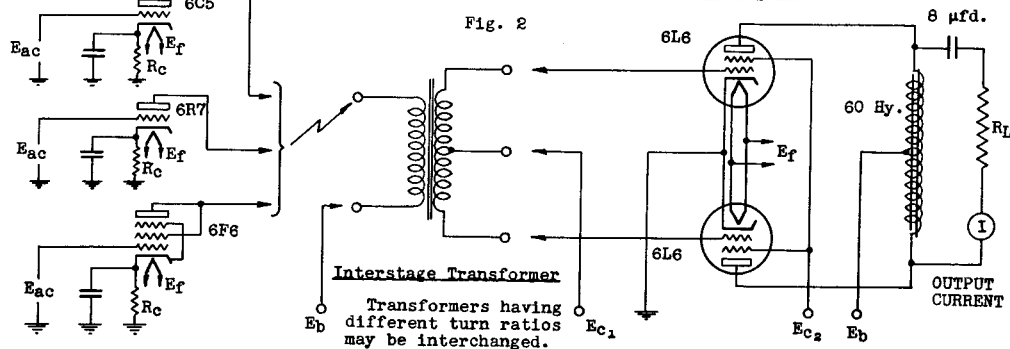 6C5
Fig. 2
8 µfd.
6L6
Eac
Ef
Rc
6R7
60 Hy.
RL
Eac
Ef
Rc
Ef
6F6
6L6
I
Eac
Ef
Rc
Interstage Transformer
OUTPUT
CURRENT
Transformers having
different turn ratios
may be interchanged.
Eb
Ec1
Ec2
Eb